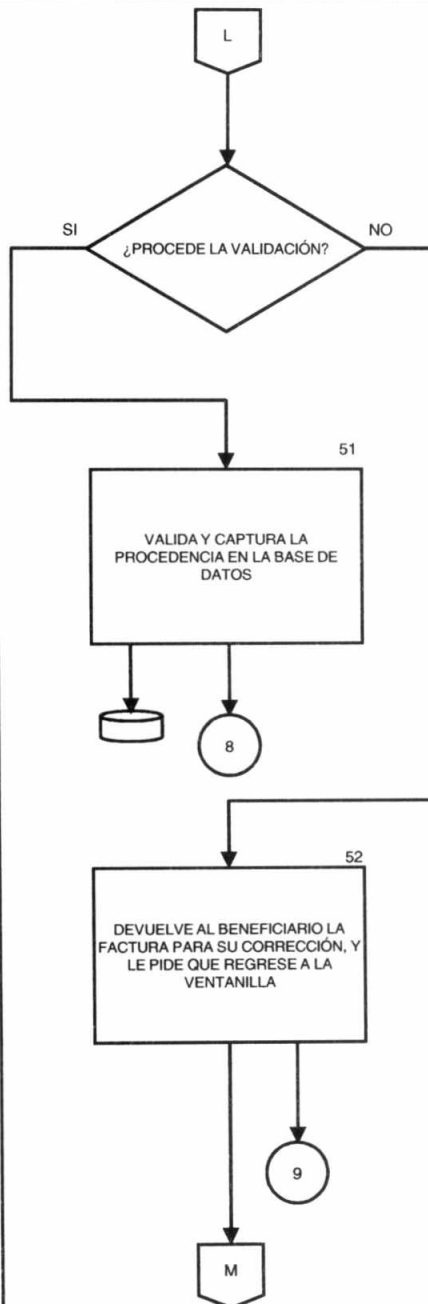 L
SI
NO
¿PROCEDE LA VALIDACIÓN?
51
VALIDA Y CAPTURA LA
PROCEDENCIA EN LA BASE DE
DATOS
8
52
DEVUELVE AL BENEFICIARIO LA
FACTURA PARA SU CORRECCIÓN, Y
LE PIDE QUE REGRESE A LA
VENTANILLA
9
M